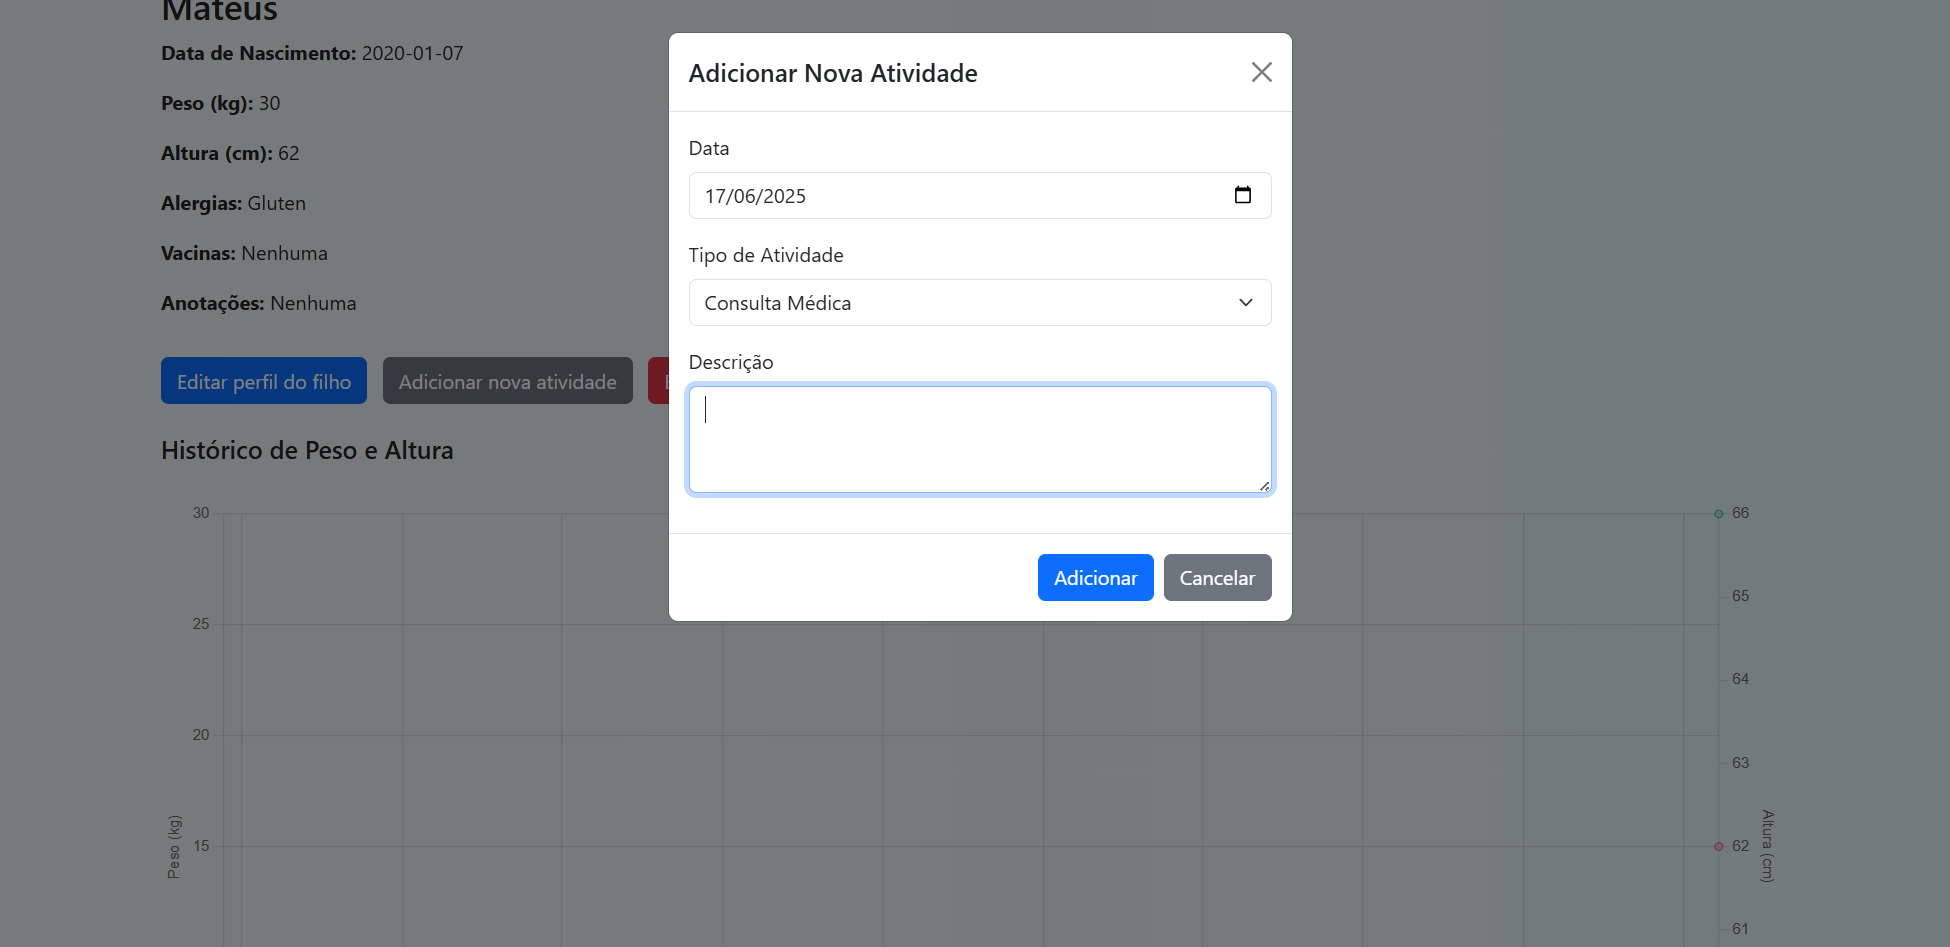 Mateus
Data de Nascimento: 2020-01-07
Peso (kg): 30
Altura (cm): 62
Alergias: Gluten
Vacinas: Nenhuma
Anotações: Nenhuma
Editar perfil do filho
Adicionar nova atividade
Adicionar Nova Atividade
Data
17/06/2025
Tipo de Atividade
Consulta Médica
Descrição
Adicionar
Cancelar
Histórico de Peso e Altura
30
25
20
15
Peso (kg)
66
65
64
63
62
61
Altura (cm)